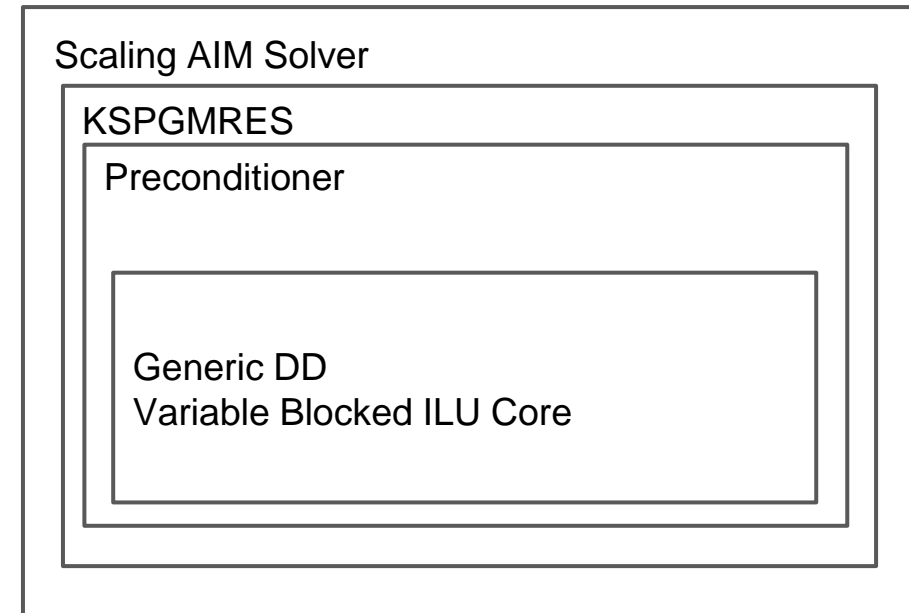 Scaling AIM Solver
KSPGMRES
Preconditioner
Generic DD
Variable Blocked ILU Core